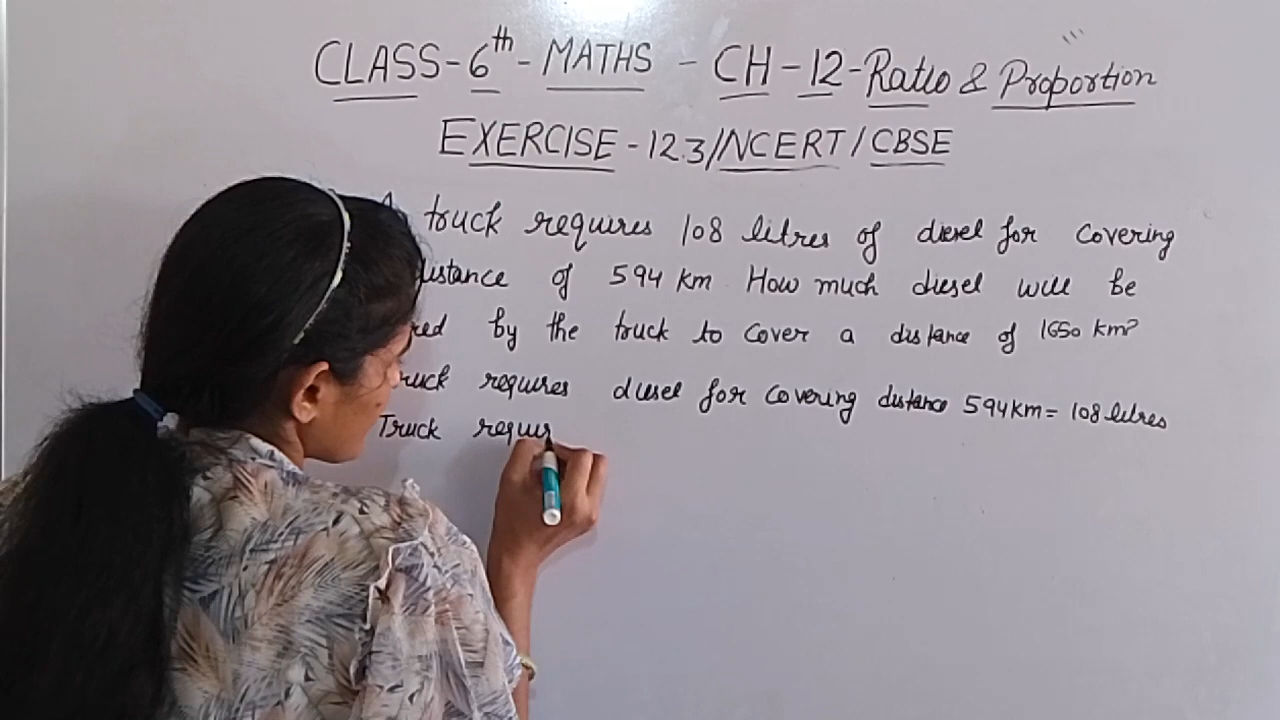 CLASS-6th-MATHS - CH-12-Ratio & Proportion
EXERCISE-12.3/NCERT/CBSE
truck requires 108 litres of diesel for covering
distance of 594 km How much diesel will be
by the truck to cover a distance of 1650 km?
Truck requires diesel for covering distance 594km= 108 litres
Truck requir